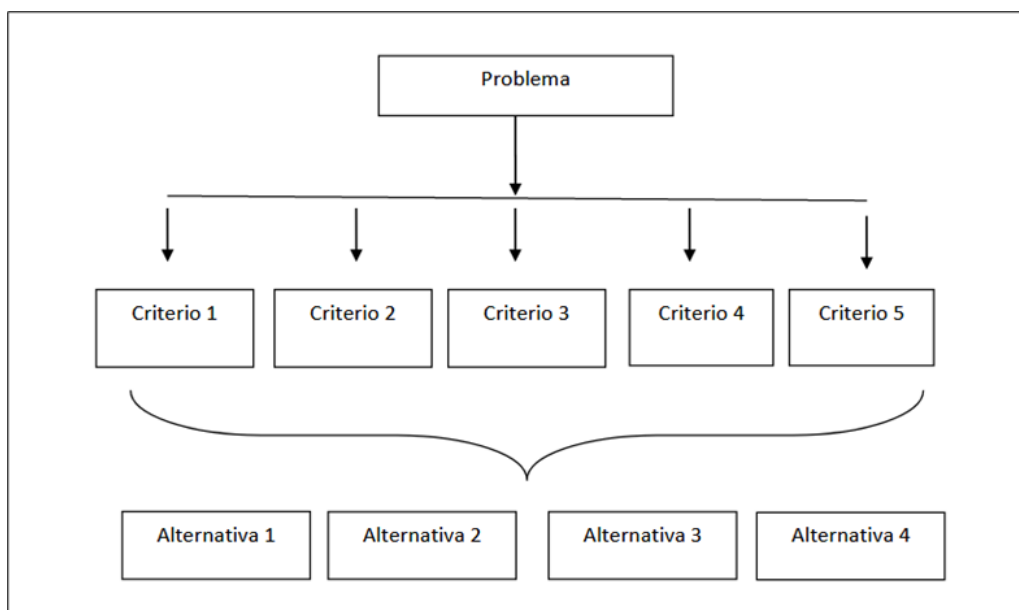 Problema
Criterio 1
Criterio 2
Criterio 3
Criterio 4
Criterio 5
Alternativa 1
Alternativa 2
Alternativa 3
Alternativa 4